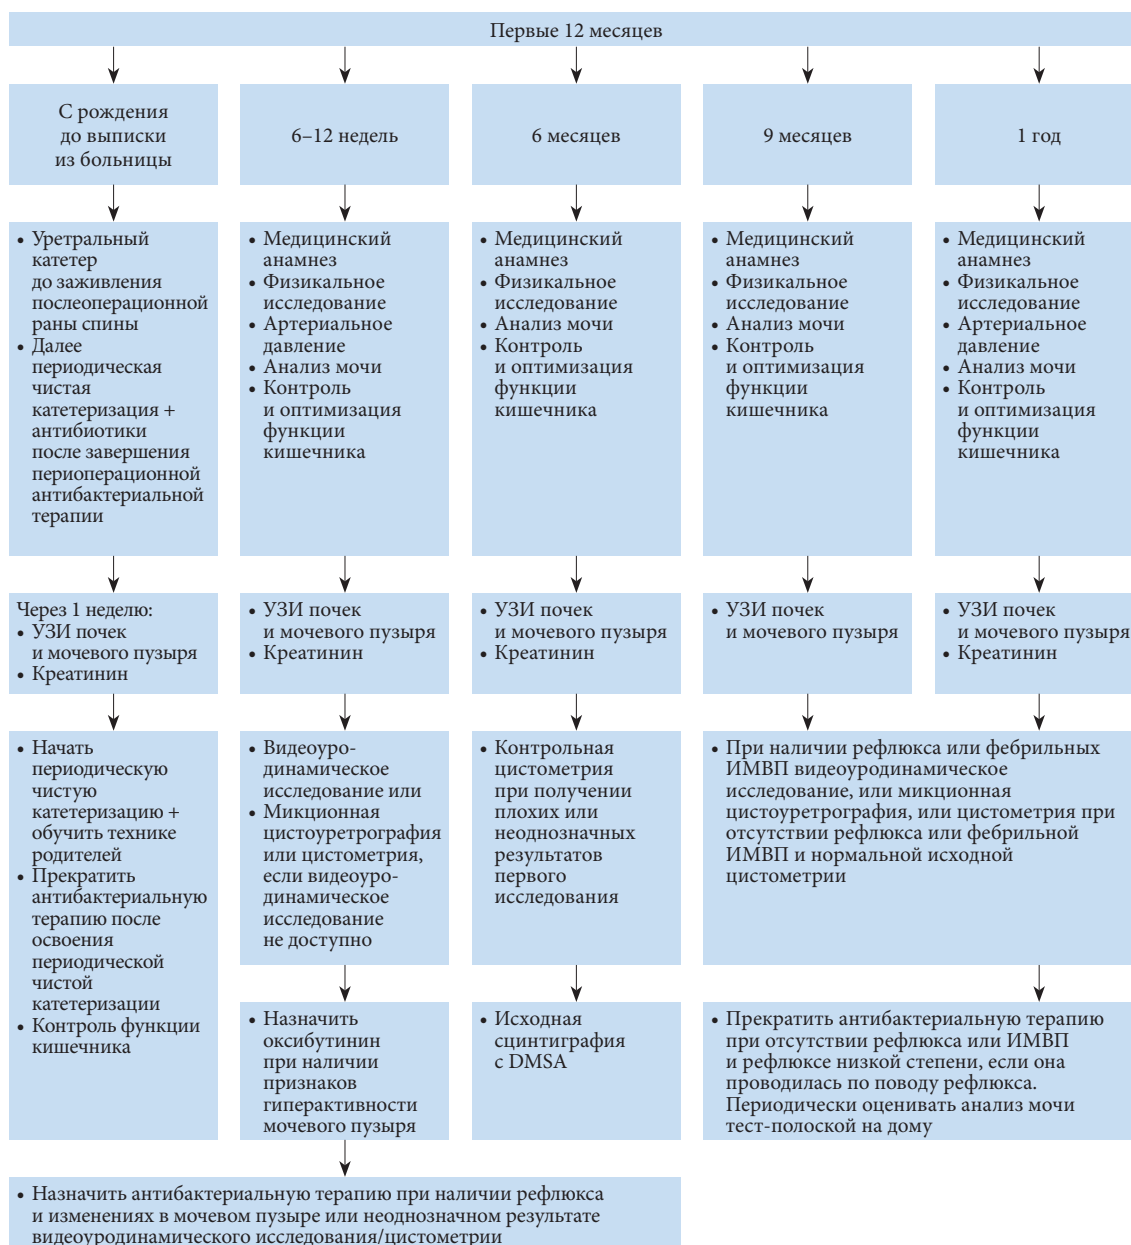 Первые 12 месяцев
С рождения
до выписки
из больницы
6–12 недель
6 месяцев
9 месяцев
1 год
• Уретральный
катетер
до заживления
послеоперационной
раны спины
• Далее
периодическая
чистая
катетеризация +
антибиотики
после завершения
периоперационной
антибактериальной
терапии
• Медицинский
анамнез
• Физикальное
исследование
• Артериальное
давление
• Анализ мочи
• Контроль
и оптимизация
функции
кишечника
• Медицинский
анамнез
• Физикальное
исследование
• Анализ мочи
• Контроль
и оптимизация
функции
кишечника
• Медицинский
анамнез
• Физикальное
исследование
• Анализ мочи
• Контроль
и оптимизация
функции
кишечника
• Медицинский
анамнез
• Физикальное
исследование
• Артериальное
давление
• Анализ мочи
• Контроль
и оптимизация
функции
кишечника
Через 1 неделю:
• УЗИ почек
и мочевого пузыря
• Креатинин
• УЗИ почек
и мочевого пузыря
• Креатинин
• УЗИ почек
и мочевого пузыря
• Креатинин
• УЗИ почек
и мочевого пузыря
• УЗИ почек
и мочевого пузыря
• Креатинин
• Начать
периодическую
чистую
катетеризацию +
обучить технике
родителей
• Прекратить
антибактериальную
терапию после
освоения
периодической
чистой
катетеризации
• Контроль функции
кишечника
• Видеоуро-
динамическое
исследование или
• Микционная
цистоуретрография
или цистометрия,
если видеоуро-
динамическое
исследование
не доступно
• Контрольная
цистометрия
при получении
плохих или
неоднозначных
результатов
первого
исследования
• При наличии рефлюкса или фебрильных
ИМВП видеоуродинамическое
исследование, или микционная
цистоуретрография, или цистометрия при
отсутствии рефлюкса или фебрильной
ИМВП и нормальной исходной
цистометрии
• Назначить
оксибутинин
при наличии
признаков
гиперактивности
мочевого пузыря
• Исходная
сцинтиграфия
с DMSA
• Прекратить антибактериальную терапию
при отсутствии рефлюкса или ИМВП
и рефлюксе низкой степени, если она
проводилась по поводу рефлюкса.
Периодически оценивать анализ мочи
тест-полоской на дому
• Назначить антибактериальную терапию при наличии рефлюкса
и изменениях в мочевом пузыре или неоднозначном результате
видеоуродинамического исследования/цистометрии